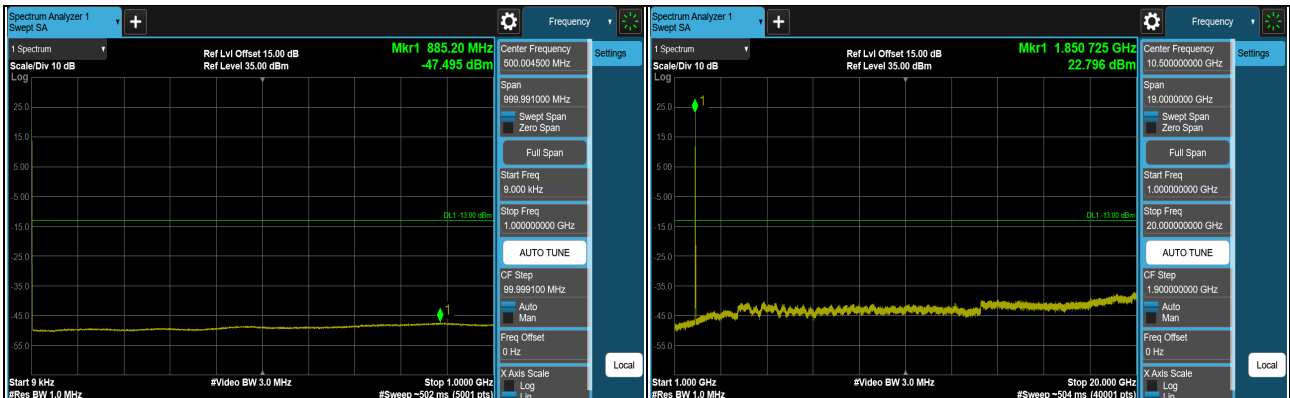 Spectrum Analyzer 1
Swept SA
+
Frequency
1 Spectrum
Scale/Div 10 dB
Log
Ref Lvl Offset 15.00 dB
Ref Level 35.00 dBm
Mkr1 885.20 MHz
-47.495 dBm
25.0
15.0
5.00
-5.00
-15.0
-25.0
-35.0
-45.0
-55.0
1
DL1 -13.00 dBm
Start 9 kHz
#Res BW 1.0 MHz
#Video BW 3.0 MHz
Stop 1.0000 GHz
#Sweep ~502 ms (5001 pts)
Center Frequency
500.004500 MHz
Span
999.991000 MHz
Swept Span
Zero Span
Full Span
Start Freq
9.000 kHz
Stop Freq
1.000000000 GHz
AUTO TUNE
CF Step
99.999100 MHz
Auto
Man
Freq Offset
0 Hz
X Axis Scale
Log
Lin
Settings
Local
Spectrum Analyzer 1
Swept SA
+
Frequency
1 Spectrum
Scale/Div 10 dB
Log
Ref Lvl Offset 15.00 dB
Ref Level 35.00 dBm
Mkr1 1.850 725 GHz
22.796 dBm
25.0
15.0
5.00
-5.00
-15.0
-25.0
-35.0
-45.0
-55.0
1
DL1 -13.00 dBm
Start 1.000 GHz
#Res BW 1.0 MHz
#Video BW 3.0 MHz
Stop 20.000 GHz
#Sweep ~504 ms (40001 pts)
Center Frequency
10.500000000 GHz
Span
19.0000000 GHz
Swept Span
Zero Span
Full Span
Start Freq
1.000000000 GHz
Stop Freq
20.000000000 GHz
AUTO TUNE
CF Step
1.900000000 GHz
Auto
Man
Freq Offset
0 Hz
X Axis Scale
Log
Lin
Settings
Local